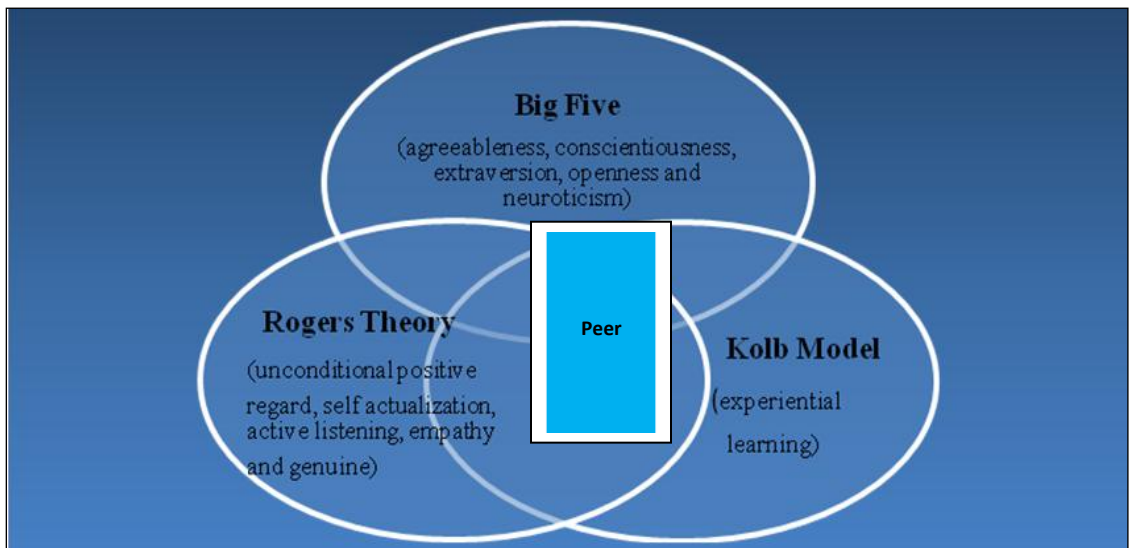 Big Five
(agreeableness, conscientiousness,
extraversion, openness and
neuroticism)
Peer
Rogers Theory
(unconditional positive
regard, self actualization,
active listening, empathy
and genuine)
Kolb Model
(experiential
learning)